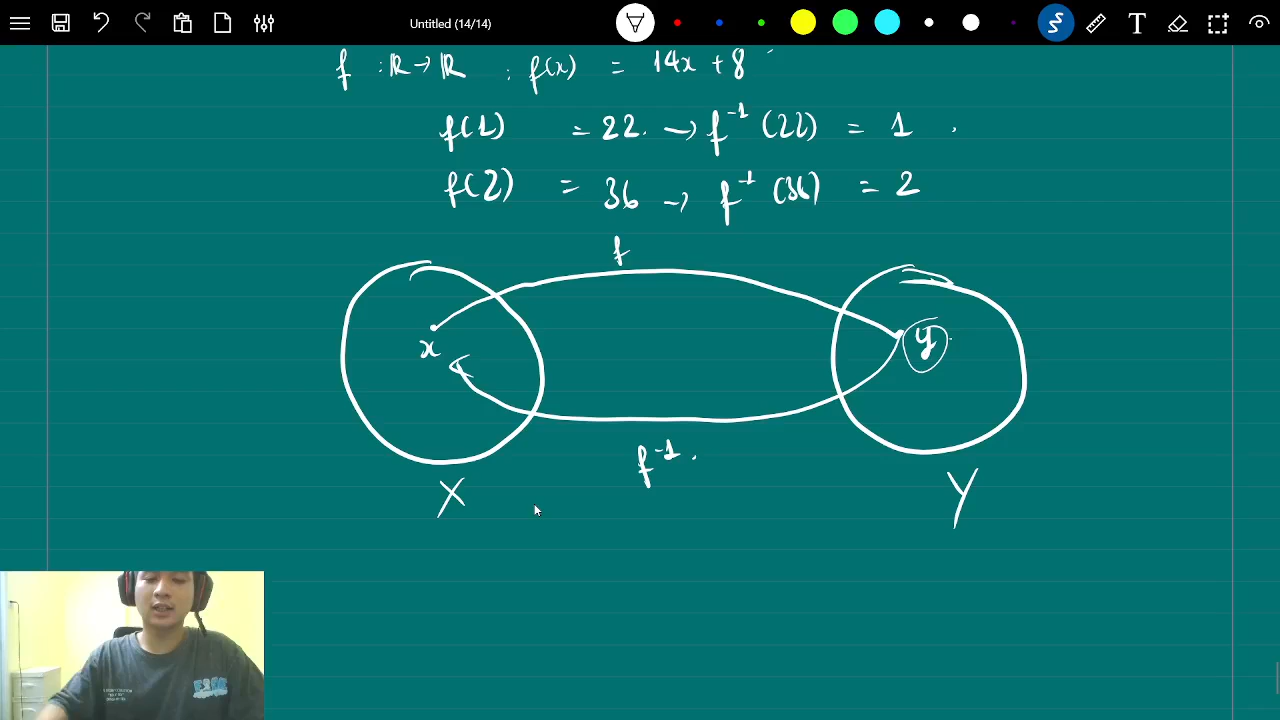 Untitled (14/14)
f : ℝ → ℝ : f(x) = 14x + 8
f(1) = 22. → f⁻¹ (22) = 1
f(2) = 36 → f⁻¹ (36) = 2
f
x y
f⁻¹.
X Y